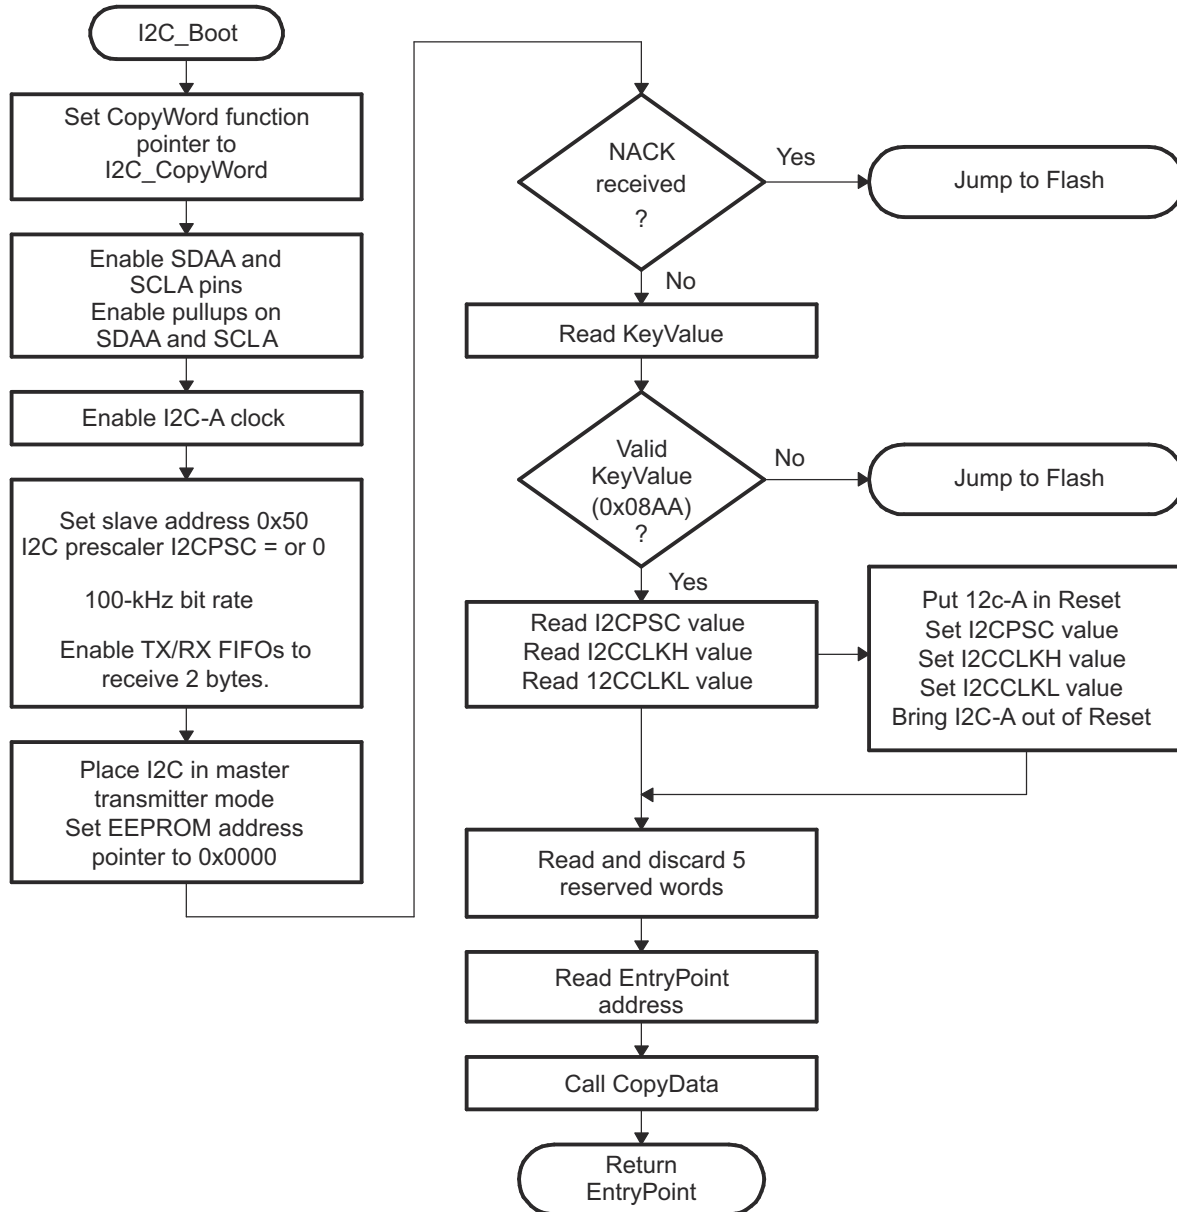 I2C_Boot
Set CopyWord function
pointer to
I2C_CopyWord
Enable SDAA and
SCLA pins
Enable pullups on
SDAA and SCLA
Enable I2C-A clock
Set slave address 0x50
I2C prescaler I2CPSC = or 0
100-kHz bit rate
Enable TX/RX FIFOs to
receive 2 bytes.
Place I2C in master
transmitter mode
Set EEPROM address
pointer to 0x0000
NACK
received
?
Yes
Jump to Flash
No
Read KeyValue
Valid
KeyValue
(0x08AA)
?
No
Jump to Flash
Yes
Read I2CPSC value
Read I2CCLKH value
Read 12CCLKL value
Put 12c-A in Reset
Set I2CPSC value
Set I2CCLKH value
Set I2CCLKL value
Bring I2C-A out of Reset
Read and discard 5
reserved words
Read EntryPoint
address
Call CopyData
Return
EntryPoint